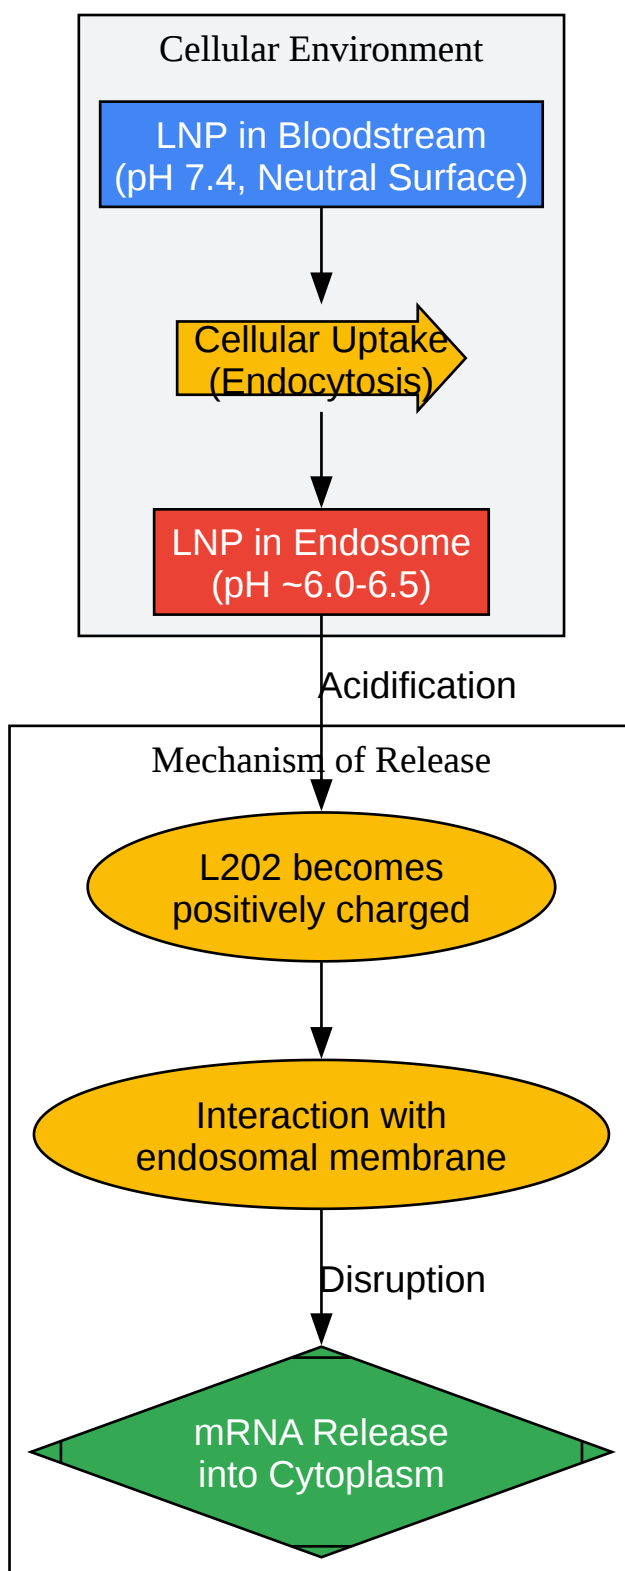 Cellular Environment
LNP in Bloodstream
(pH 7.4, Neutral Surface)
Cellular Uptake
(Endocytosis)
LNP in Endosome
(pH ~6.0-6.5)
Acidification
Mechanism of Release
L202 becomes
positively charged
Interaction with
endosomal membrane
Disruption
mRNA Release
into Cytoplasm